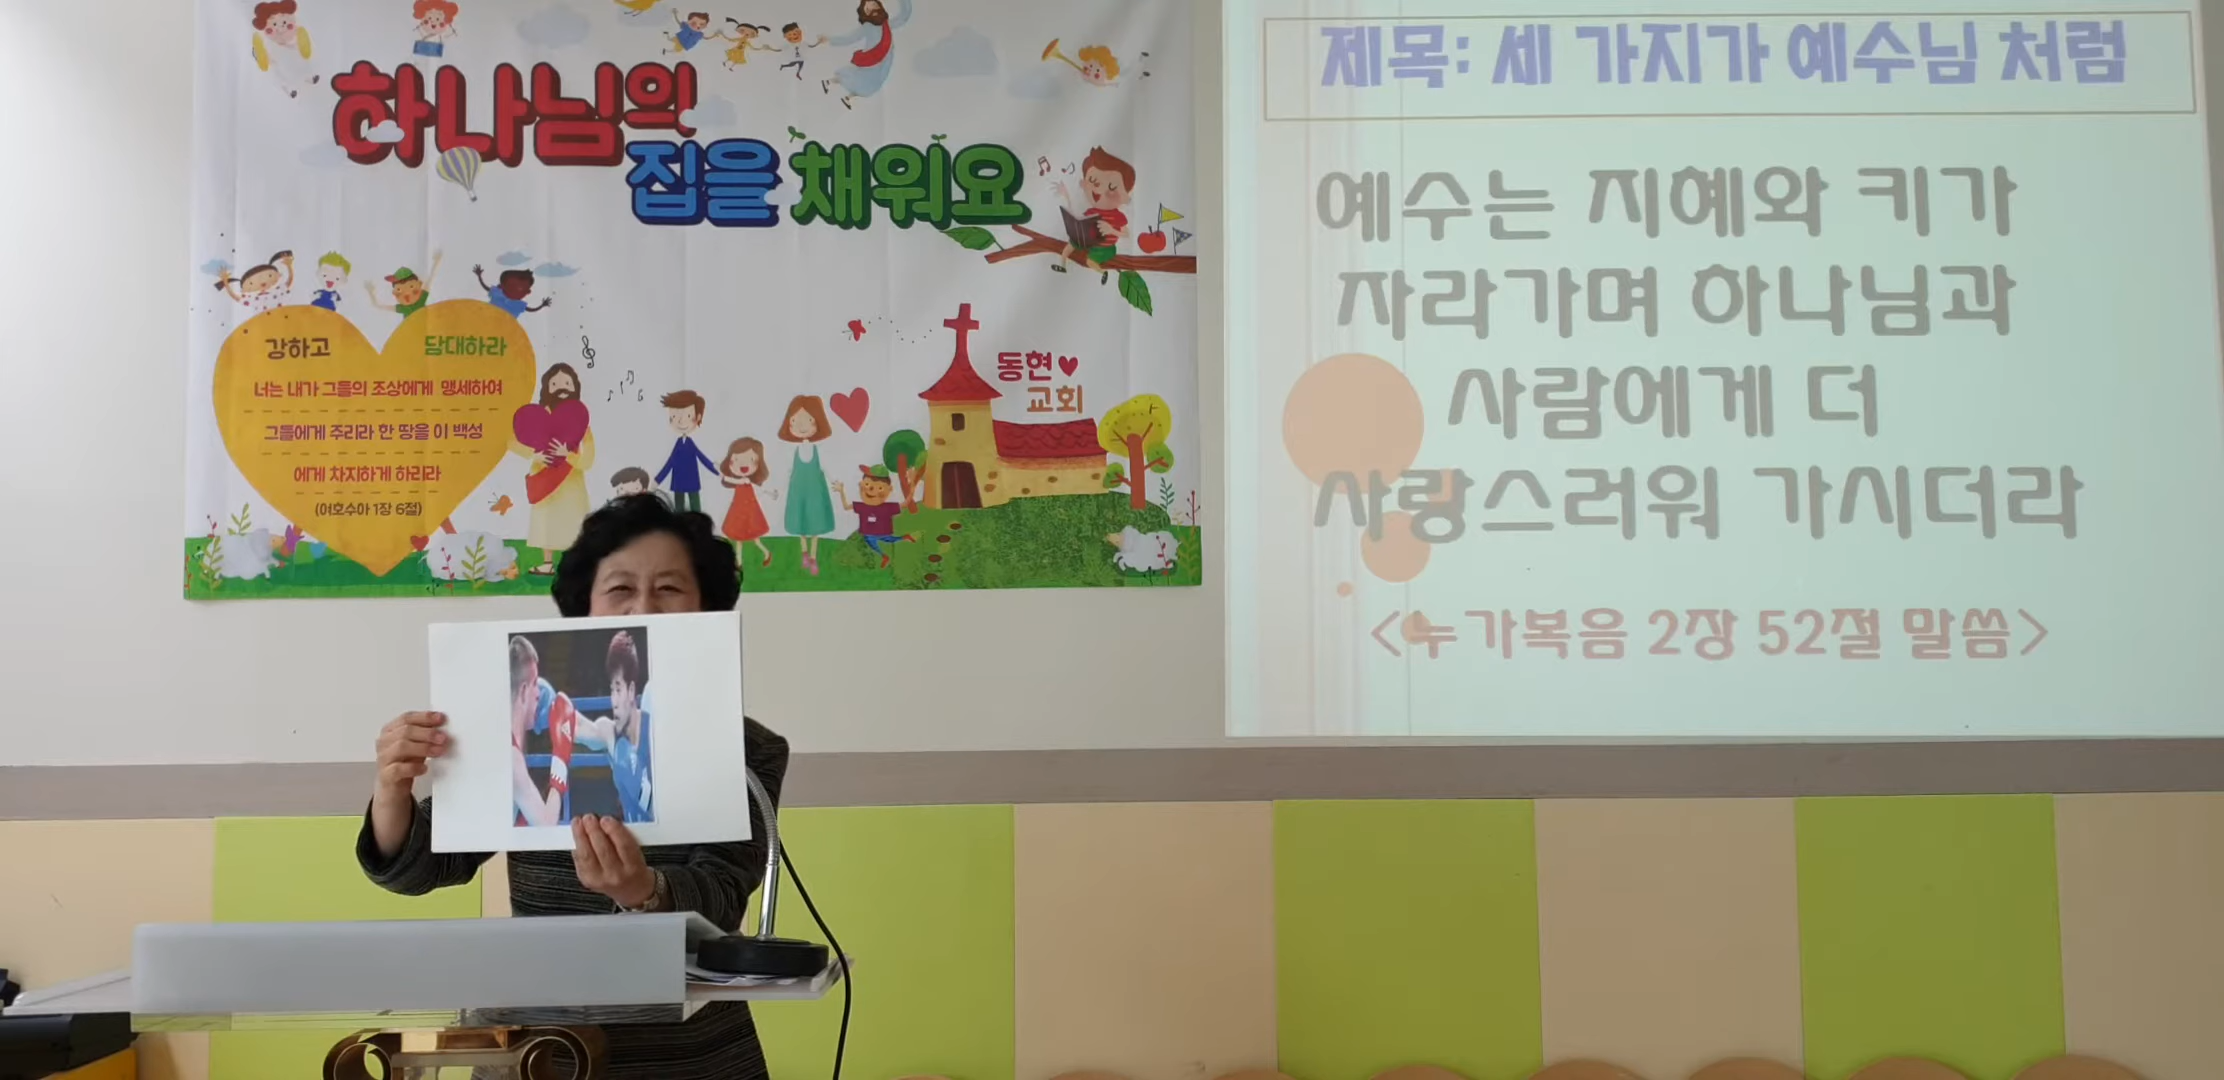 하나님의
집을 채워요
강하고 담대하라
너는 내가 그들의 조상에게 맹세하여
그들에게 주리라 한 땅을 이 백성
에게 차지하게 하리라
(여호수아 1장 6절)
동현
교회
제목: 세 가지가 예수님 처럼
예수는 지혜와 키가
자라가며 하나님과
사람에게 더
사랑스러워 가시더라
<누가복음 2장 52절 말씀>